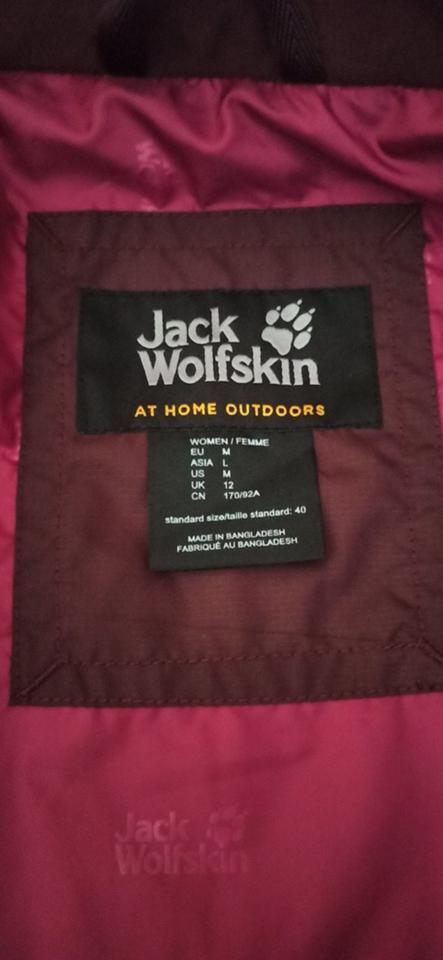 Jack
Wolfskin
AT HOME OUTDOORS
WOMEN / FEMME
EU M
ASIA L
US M
UK 12
CN 170/92A
standard size/taille standard: 40
MADE IN BANGLADESH
FABRIQUÉ AU BANGLADESH
Jack
Wolfskin